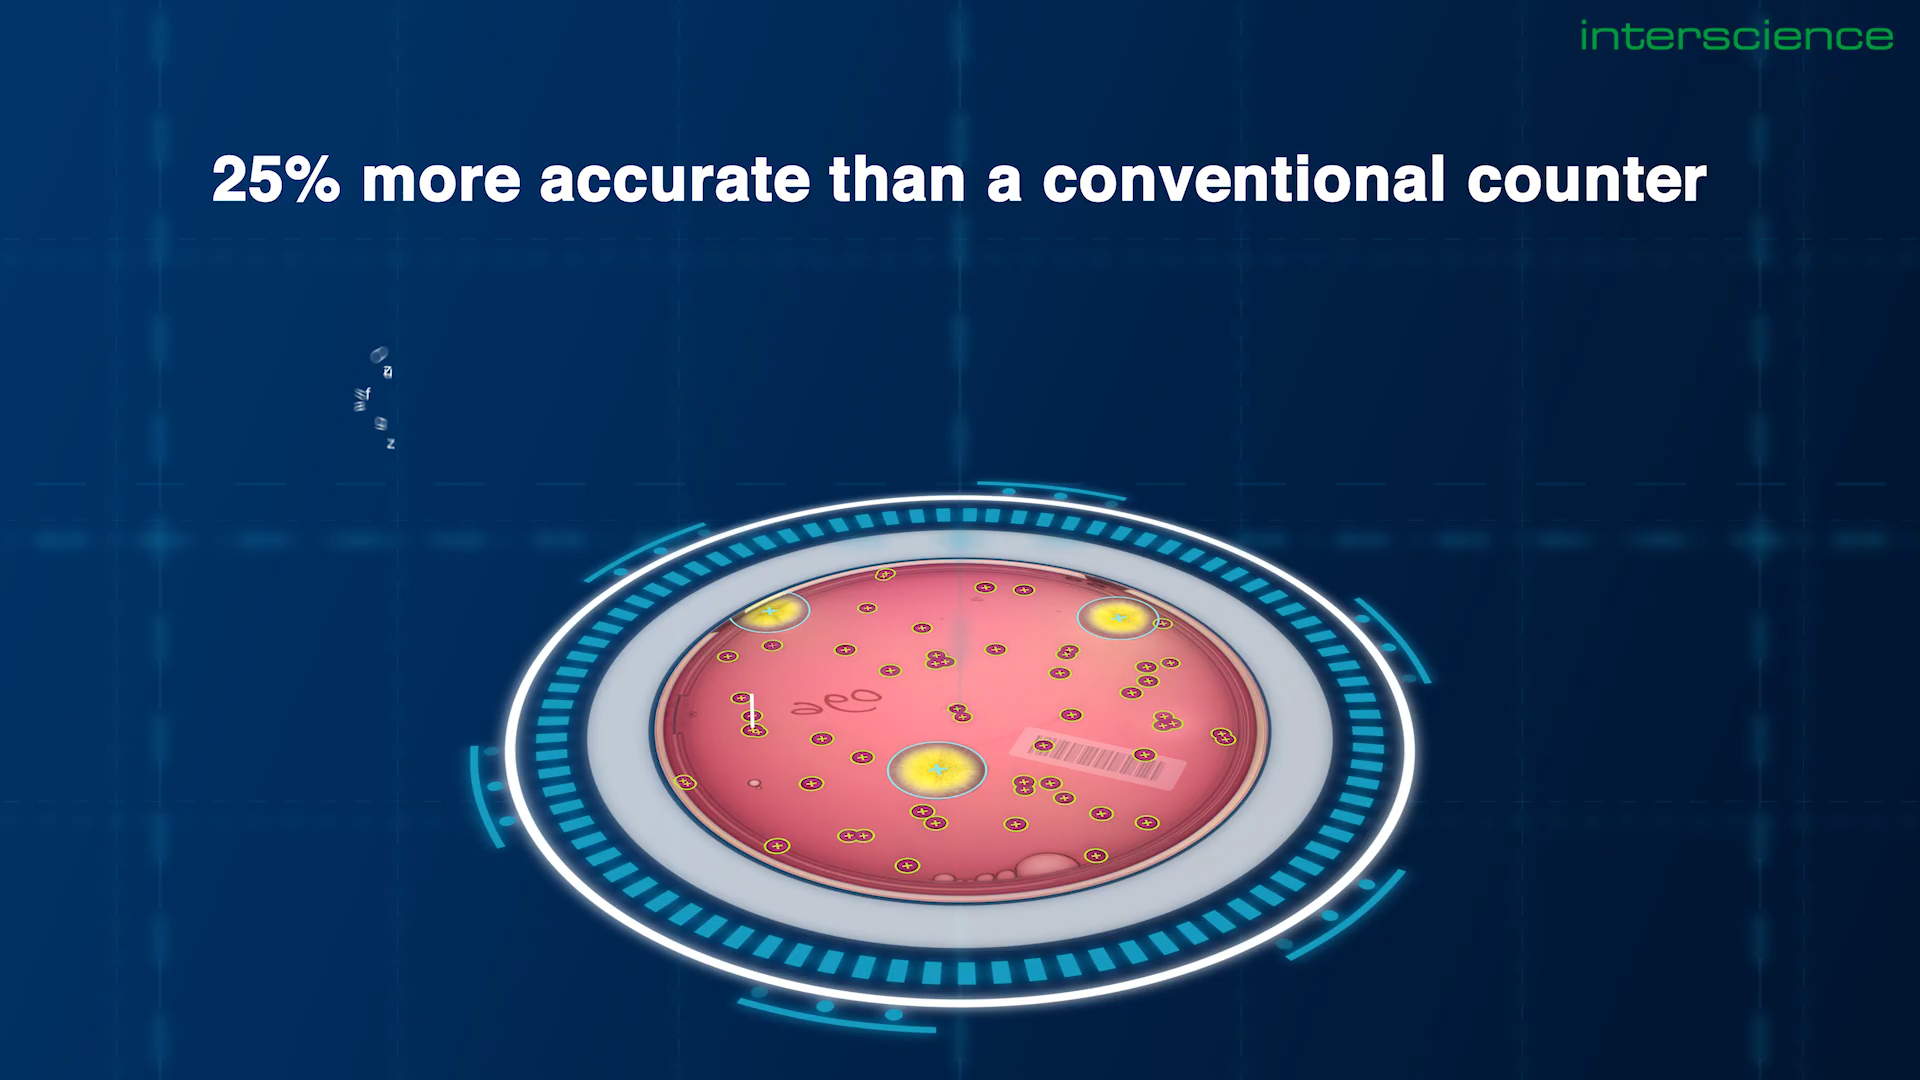 interscience
25% more accurate than a conventional counter